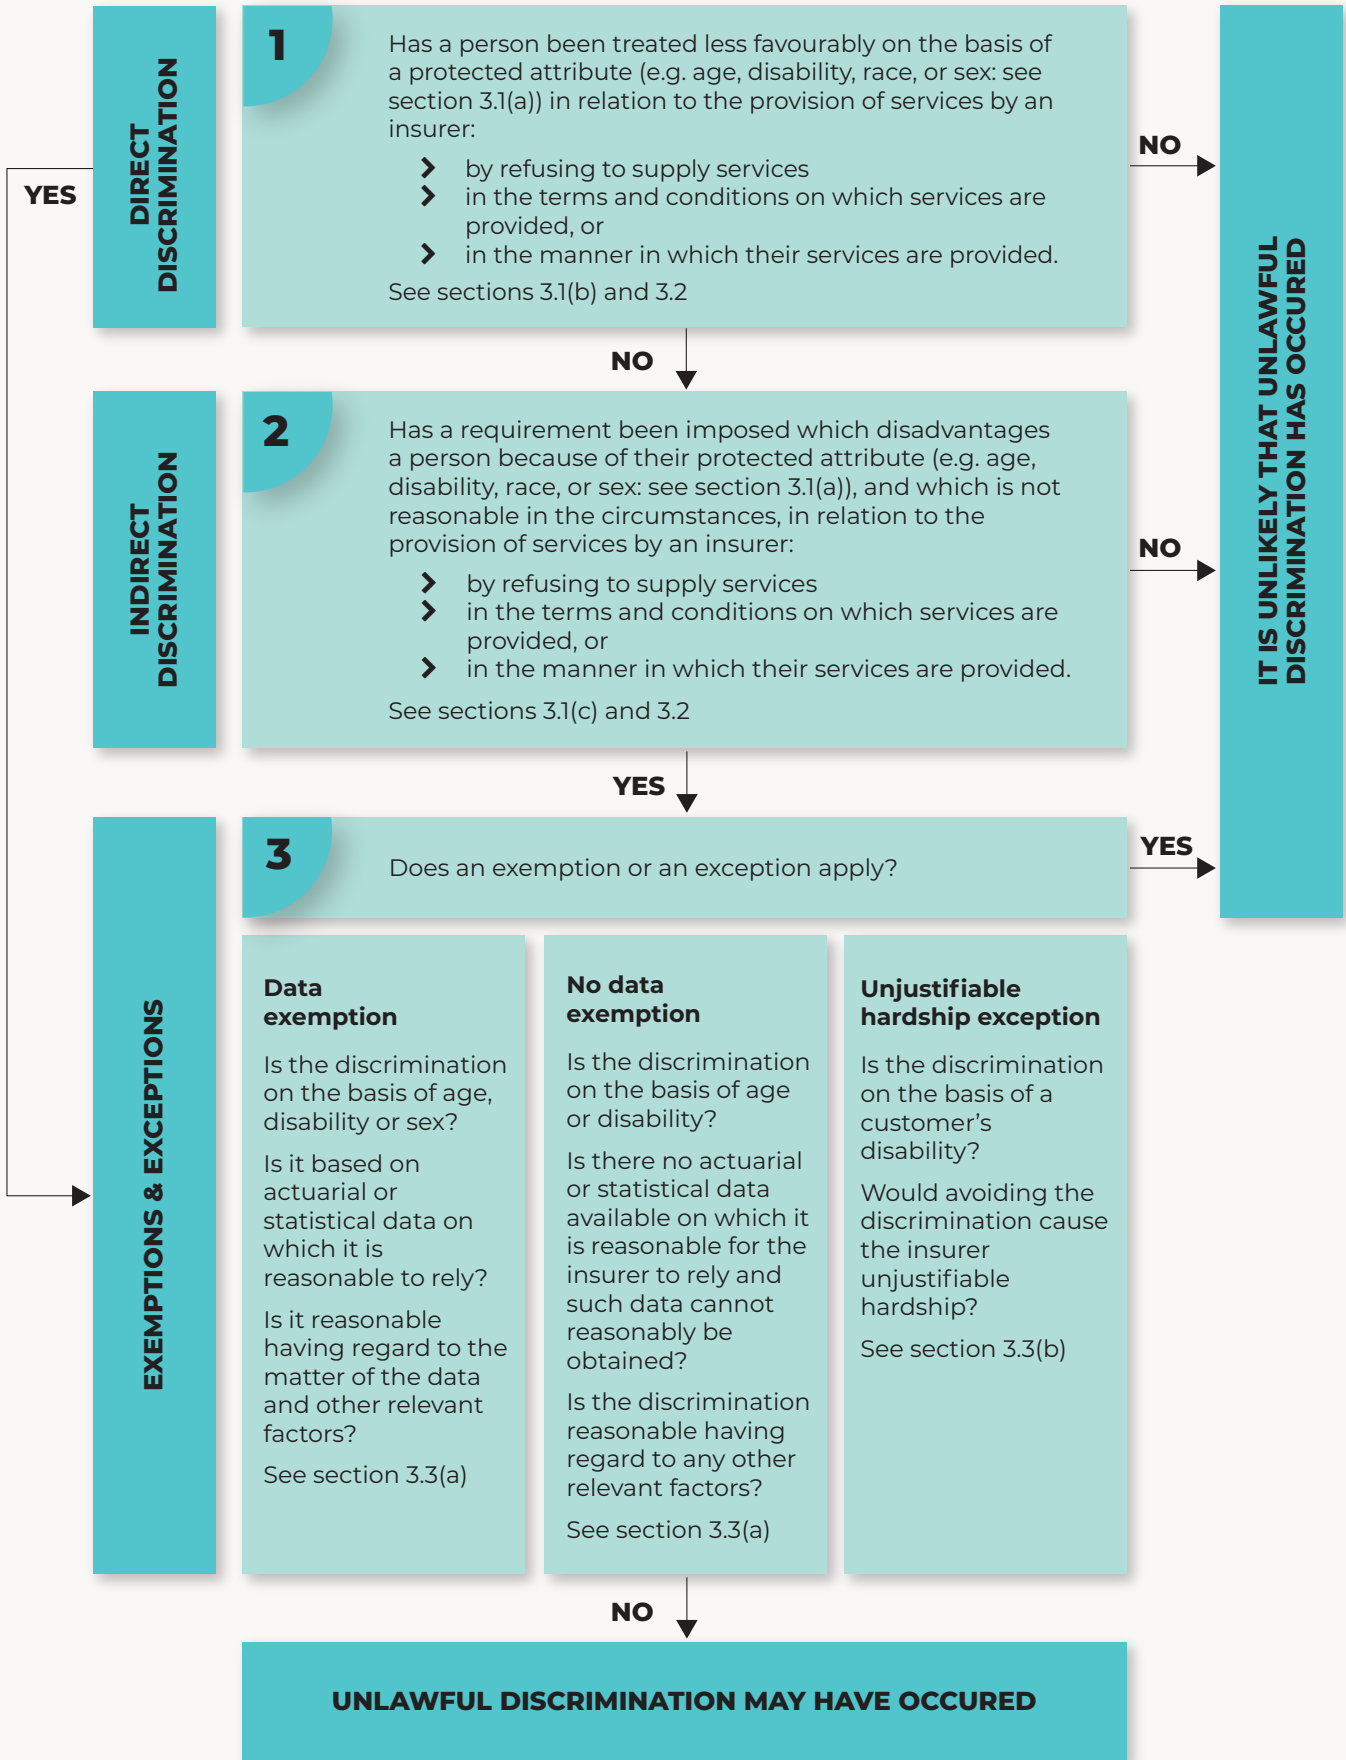 DIRECT
DISCRIMINATION
1
Has a person been treated less favourably on the basis of
a protected attribute (e.g. age, disability, race, or sex: see
section 3.1(a)) in relation to the provision of services by an
insurer:
by refusing to supply services
in the terms and conditions on which services are
provided, or
in the manner in which their services are provided.
See sections 3.1(b) and 3.2
NO
YES
NO
IT IS UNLIKELY THAT UNLAWFUL
DISCRIMINATION HAS OCCURED
INDIRECT
DISCRIMINATION
2
Has a requirement been imposed which disadvantages
a person because of their protected attribute (e.g. age,
disability, race, or sex: see section 3.1(a)), and which is not
reasonable in the circumstances, in relation to the
provision of services by an insurer:
by refusing to supply services
in the terms and conditions on which services are
provided, or
in the manner in which their services are provided.
See sections 3.1(c) and 3.2
NO
YES
3
Does an exemption or an exception apply?
YES
EXEMPTIONS & EXCEPTIONS
Data
exemption
Is the discrimination
on the basis of age,
disability or sex?
Is it based on
actuarial or
statistical data on
which it is
reasonable to rely?
Is it reasonable
having regard to the
matter of the data
and other relevant
factors?
See section 3.3(a)
No data
exemption
Is the discrimination
on the basis of age
or disability?
Is there no actuarial
or statistical data
available on which it
is reasonable for the
insurer to rely and
such data cannot
reasonably be
obtained?
Is the discrimination
reasonable having
regard to any other
relevant factors?
See section 3.3(a)
Unjustifiable
hardship exception
Is the discrimination
on the basis of a
customer’s
disability?
Would avoiding the
discrimination cause
the insurer
unjustifiable
hardship?
See section 3.3(b)
NO
UNLAWFUL DISCRIMINATION MAY HAVE OCCURED